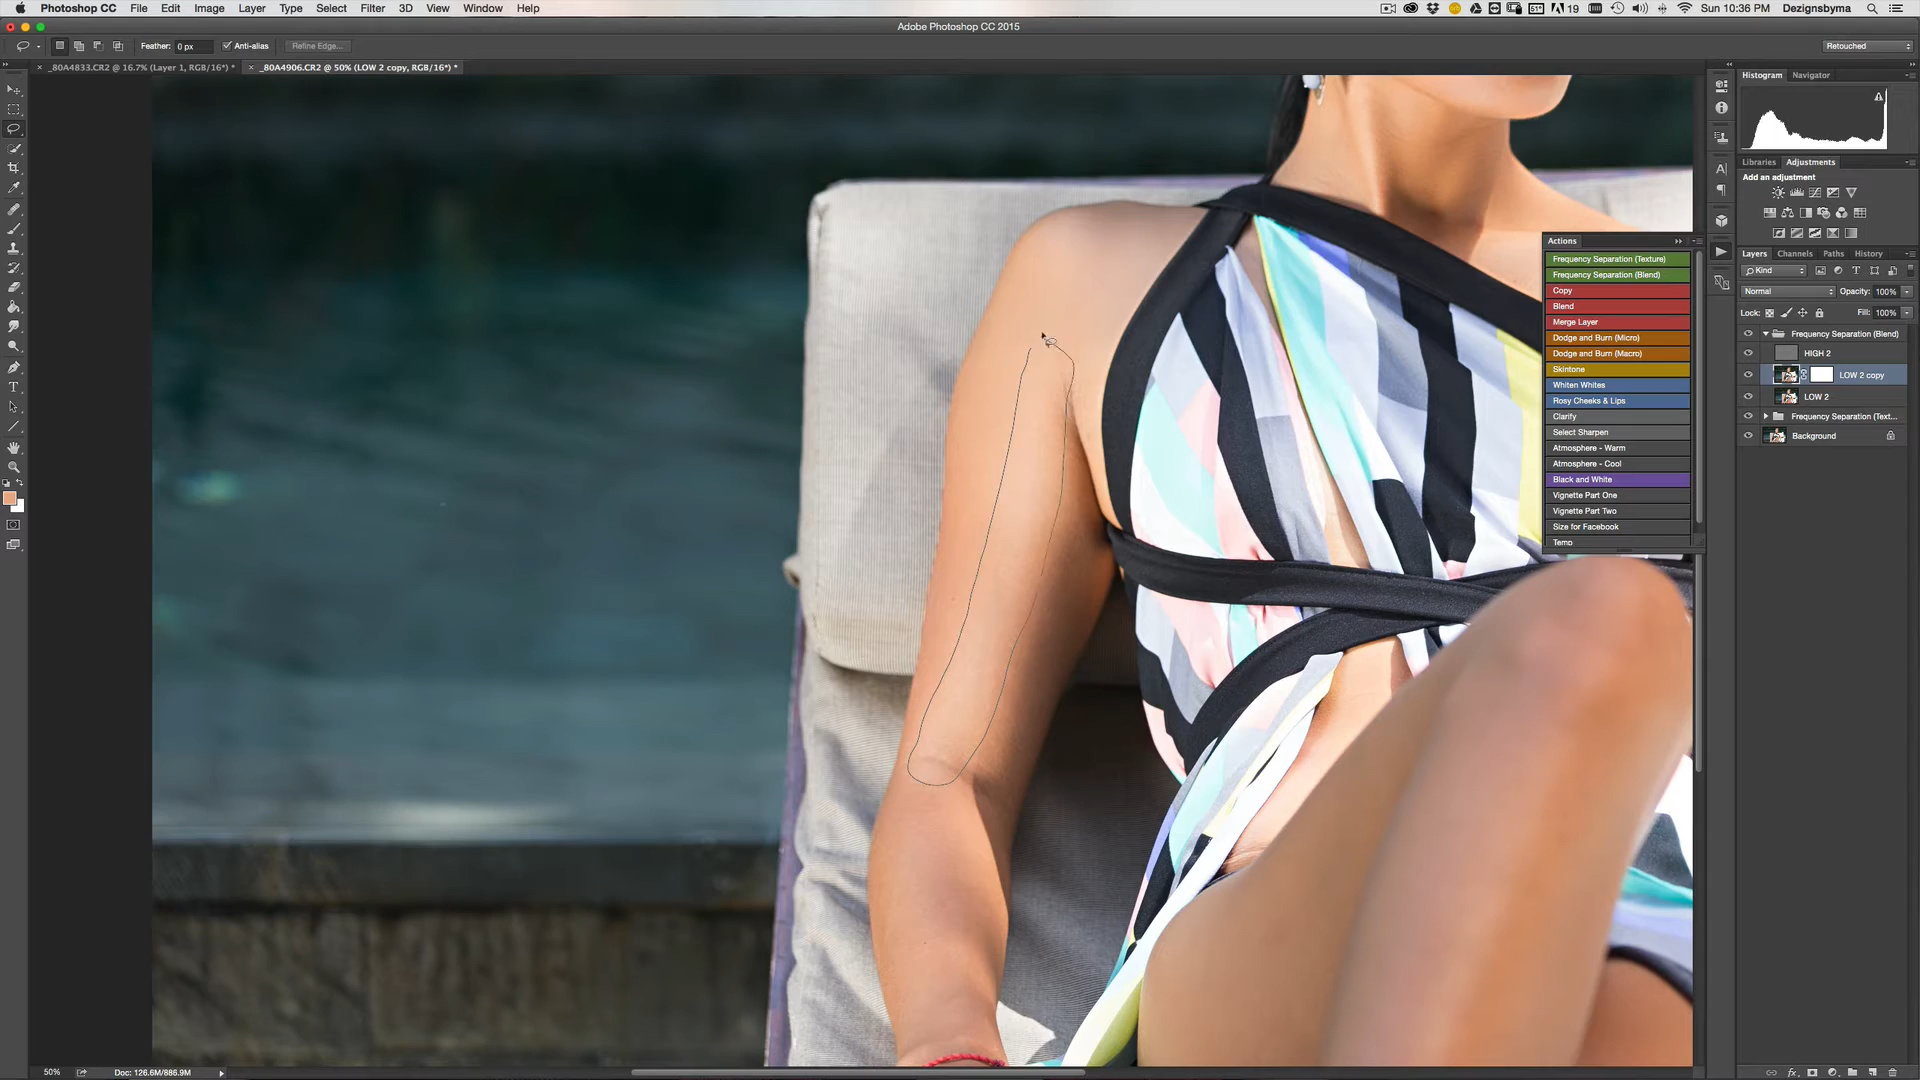 Photoshop CC File Edit Image Layer Type Select Filter 3D View Window Help
51° 19 Sun 10:36 PM Dezignsbyma
Adobe Photoshop CC 2015
Feather: 0 px Anti-alias Refine Edge... Retouched
_80A4833.CR2 @ 16.7% (Layer 1, RGB/16*) *
_80A4906.CR2 @ 50% (LOW 2 copy, RGB/16*) *
Histogram Navigator
Libraries Adjustments
Add an adjustment
Actions
Frequency Separation (Texture)
Frequency Separation (Blend)
Copy
Blend
Merge Layer
Dodge and Burn (Micro)
Dodge and Burn (Macro)
Skintone
Whiten Whites
Rosy Cheeks & Lips
Clarify
Select Sharpen
Atmosphere - Warm
Atmosphere - Cool
Black and White
Vignette Part One
Vignette Part Two
Size for Facebook
Temp
Layers Channels Paths History
Kind
Normal Opacity: 100%
Lock: Fill: 100%
Frequency Separation (Blend)
HIGH 2
LOW 2 copy
LOW 2
Frequency Separation (Text...
Background
50% Doc: 126.6M/886.9M